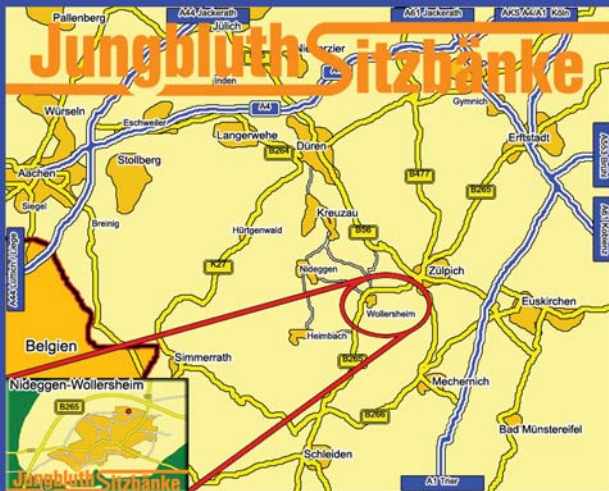 Pallenberg
A44 Jackerath
A61 Jackerath
AKS A4/A1 Köln
Jülich
Jungbluth Sitzbänke
Inden
Gymnich
Würseln
Eschweiler
A4
Langerwehe
Düren
Erftstadt
B264
Stollberg
B477
B265
Aachen
Siegel
Breinig
Hürtgenwald
Kreuzau
B56
A61Koblenz
K27
Nideggen
Zülpich
Wollersheim
Euskirchen
Belgien
Heimbach
Simmerrath
B265
Mechernich
Nideggen-Wollersheim
B265
B266
Bad Münstereifel
Schleiden
Jungbluth Sitzbänke
A1 Trier